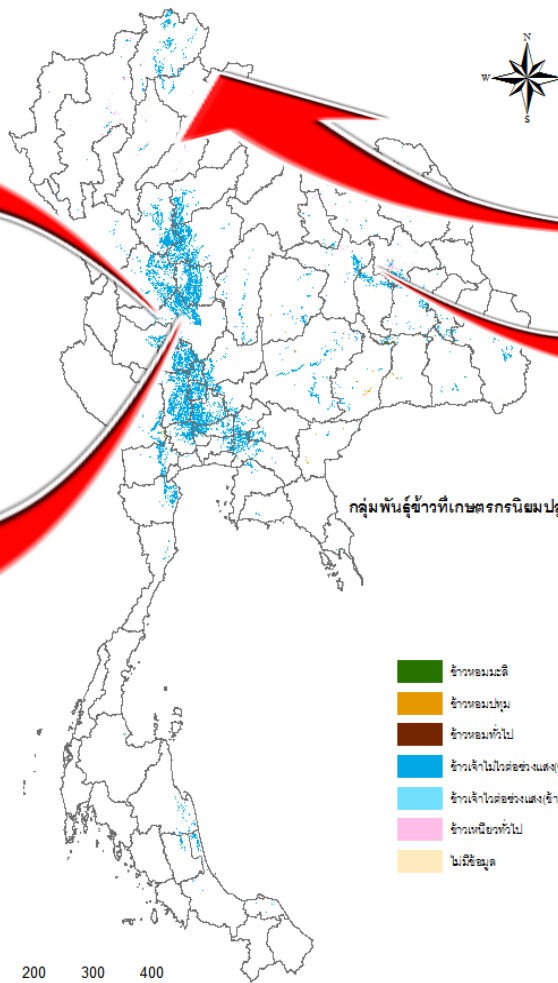 N
W
S
กลุ่มพันธุ์ข้าวที่เกษตรกรนิยมปลู
ข้าวหอมมะลิ
ข้าวหอมปทุม
ข้าวหอมทั่วไป
ข้าวเจ้าไม่ไวต่อช่วงแสง(
ข้าวเจ้าไวต่อช่วงแสง(ข้า
ข้าวเหนียวทั่วไป
ไม่มีข้อมูล
200 300 400